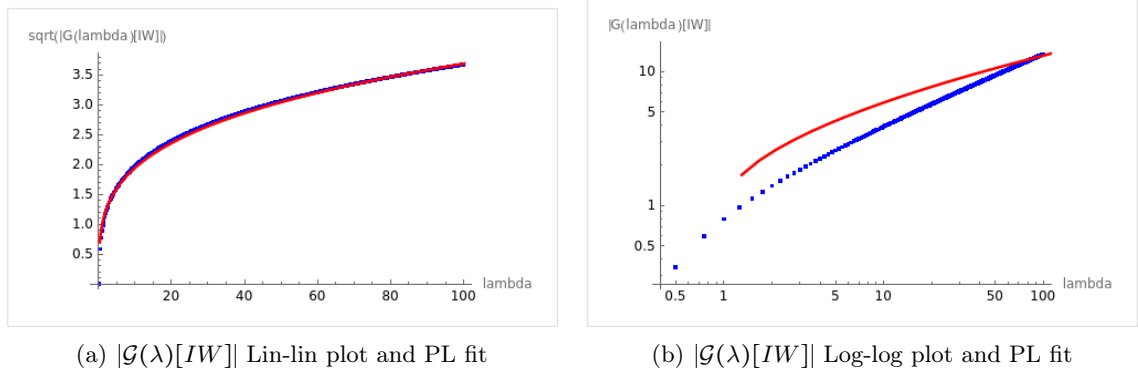 sqrt(|G(lambda)[IW]|)
3.5
3.0
2.5
2.0
1.5
1.0
0.5
20 40 60 80 100
lambda
|G(lambda)[IW]|
10
5
1
0.5
0.5 1 5 10 50 100
lambda
(a) |𝒢(λ)[IW]| Lin-lin plot and PL fit
(b) |𝒢(λ)[IW]| Log-log plot and PL fit